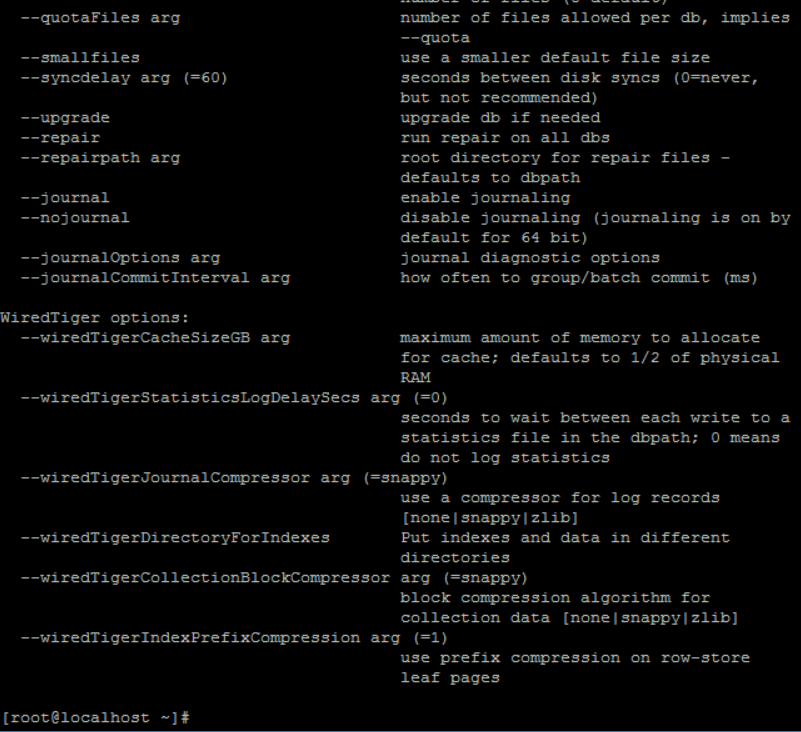 number of files (8 default)
--quotaFiles arg number of files allowed per db, implies
--quota
--smallfiles use a smaller default file size
--syncdelay arg (=60) seconds between disk syncs (0=never,
but not recommended)
--upgrade upgrade db if needed
--repair run repair on all dbs
--repairpath arg root directory for repair files -
defaults to dbpath
--journal enable journaling
--nojournal disable journaling (journaling is on by
default for 64 bit)
--journalOptions arg journal diagnostic options
--journalCommitInterval arg how often to group/batch commit (ms)
WiredTiger options:
--wiredTigerCacheSizeGB arg maximum amount of memory to allocate
for cache; defaults to 1/2 of physical
RAM
--wiredTigerStatisticsLogDelaySecs arg (=0)
seconds to wait between each write to a
statistics file in the dbpath; 0 means
do not log statistics
--wiredTigerJournalCompressor arg (=snappy)
use a compressor for log records
[none|snappy|zlib]
--wiredTigerDirectoryForIndexes Put indexes and data in different
directories
--wiredTigerCollectionBlockCompressor arg (=snappy)
block compression algorithm for
collection data [none|snappy|zlib]
--wiredTigerIndexPrefixCompression arg (=1)
use prefix compression on row-store
leaf pages
[root@localhost ~]#